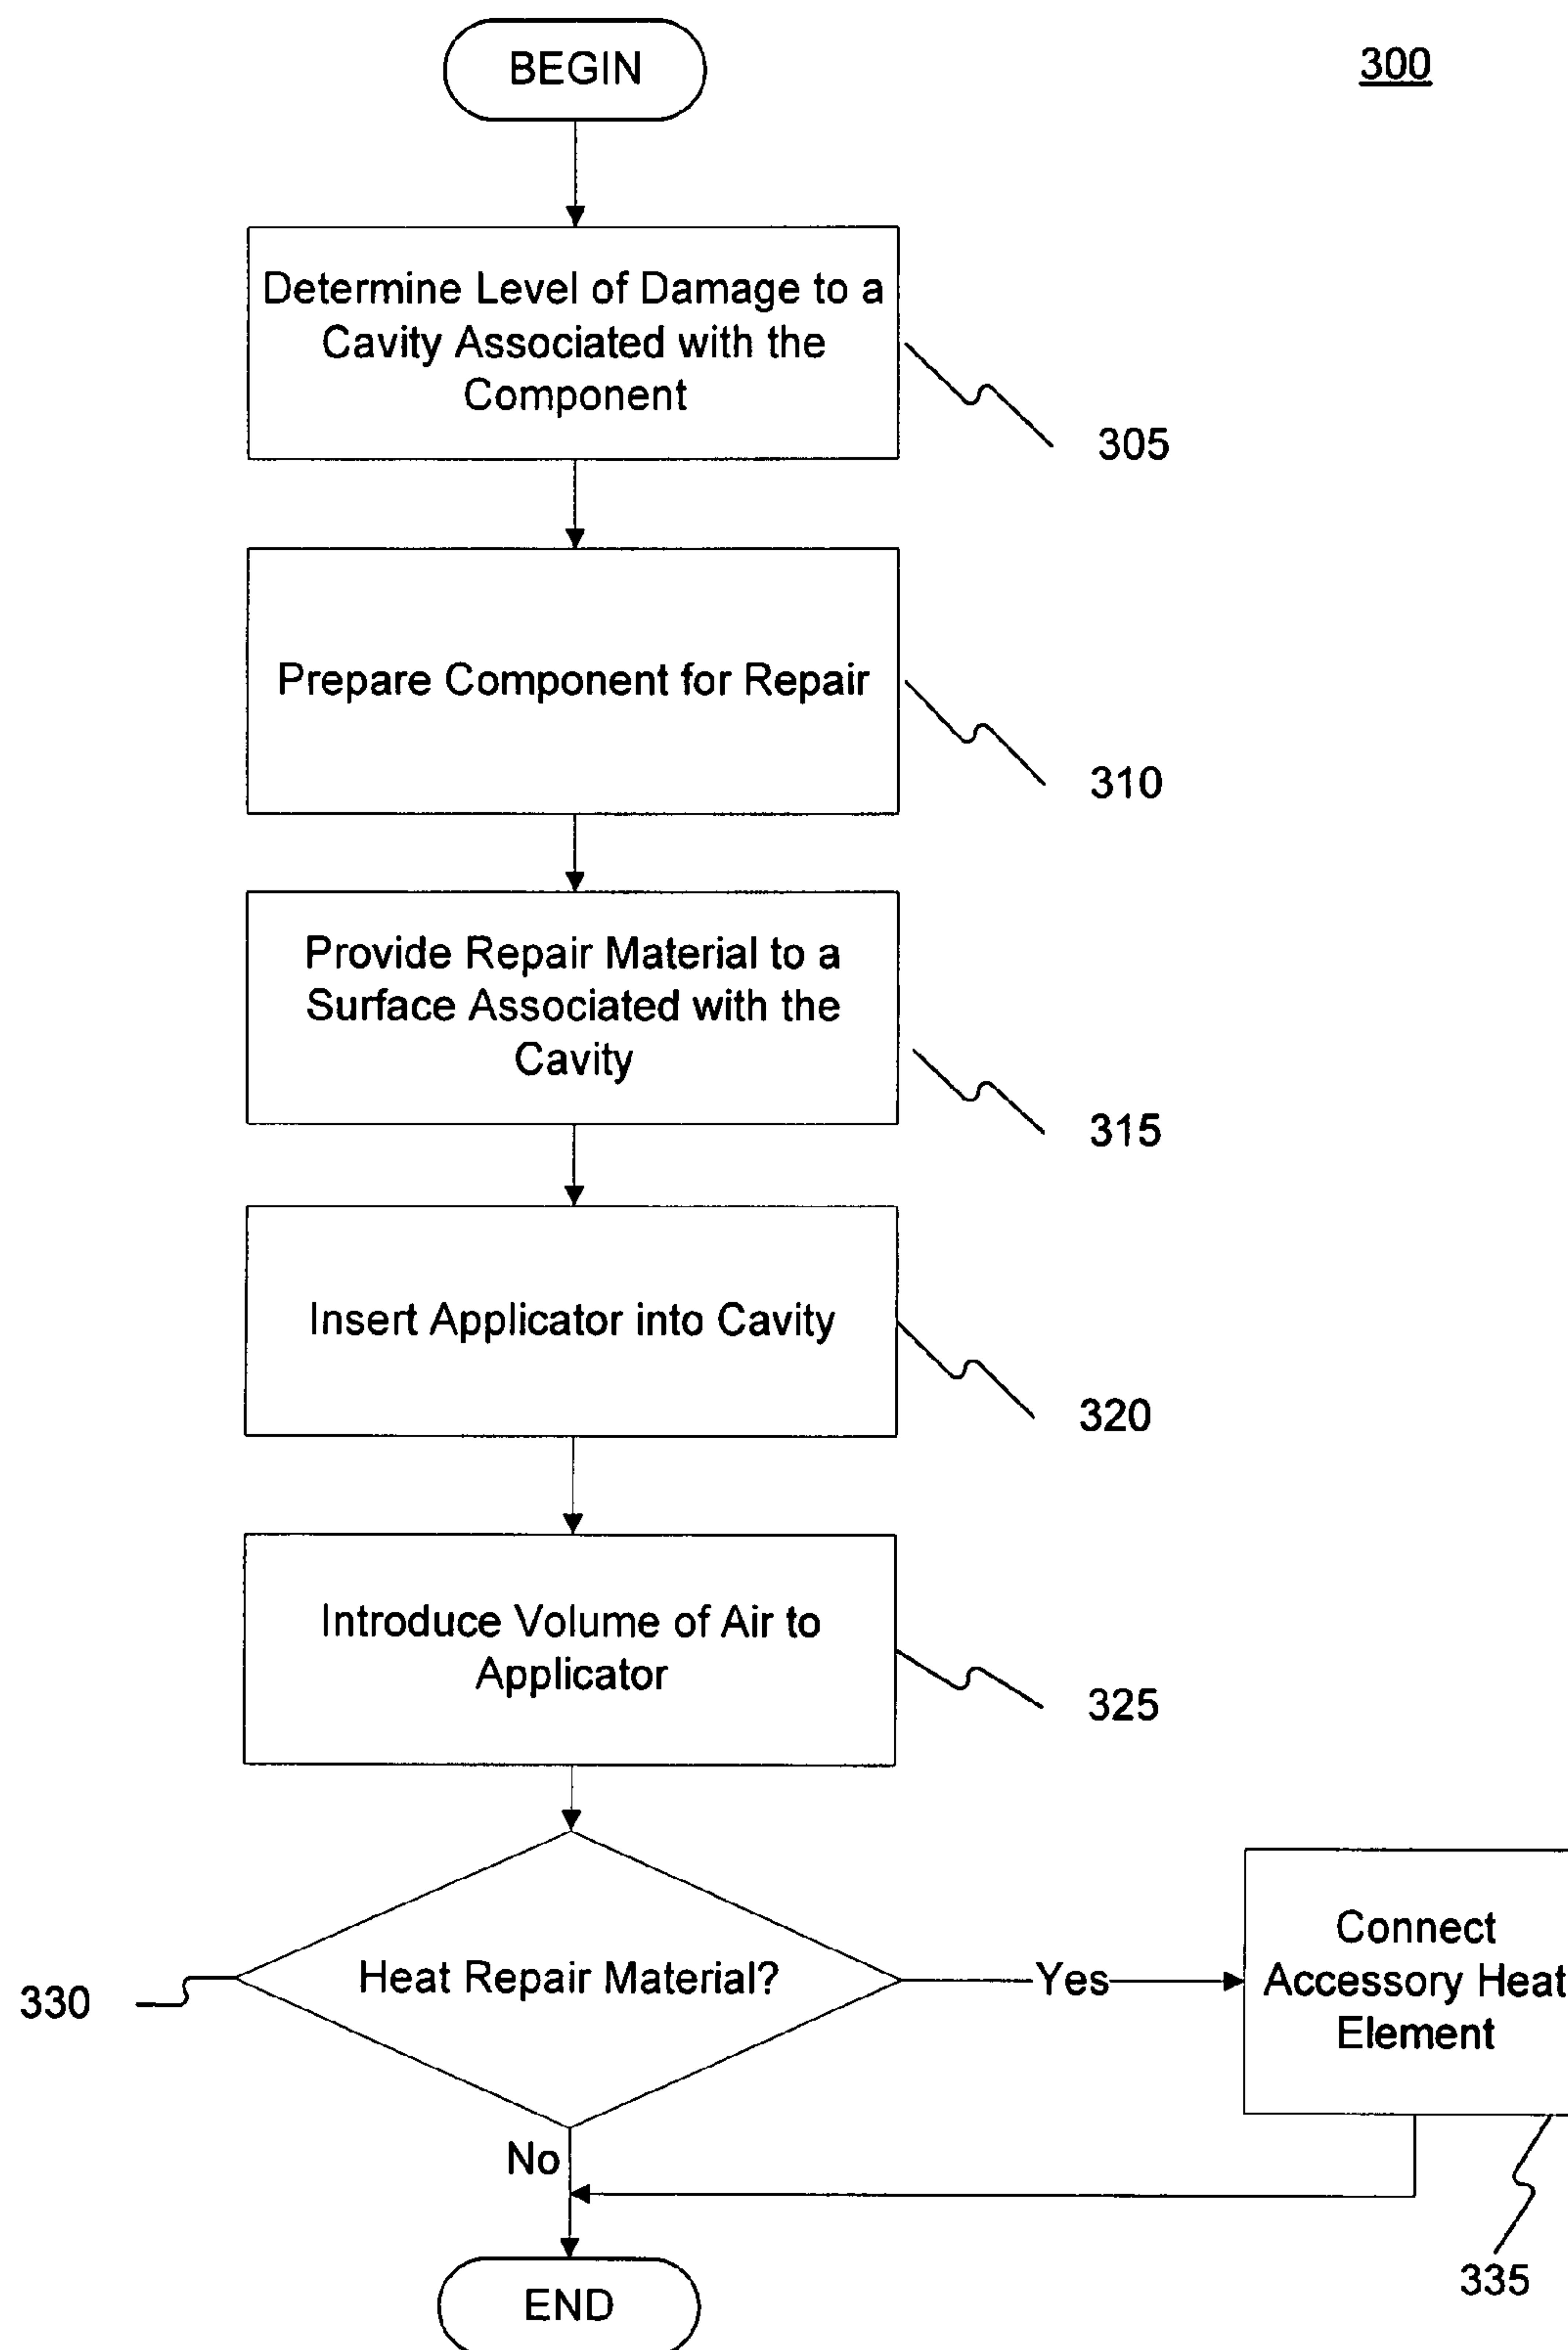 BEGIN
300
Determine Level of Damage to a
Cavity Associated with the
Component
305
Prepare Component for Repair
310
Provide Repair Material to a
Surface Associated with the
Cavity
315
Insert Applicator into Cavity
320
Introduce Volume of Air to
Applicator
325
Heat Repair Material?
330
Yes
Connect
Accessory Heat
Element
335
No
END